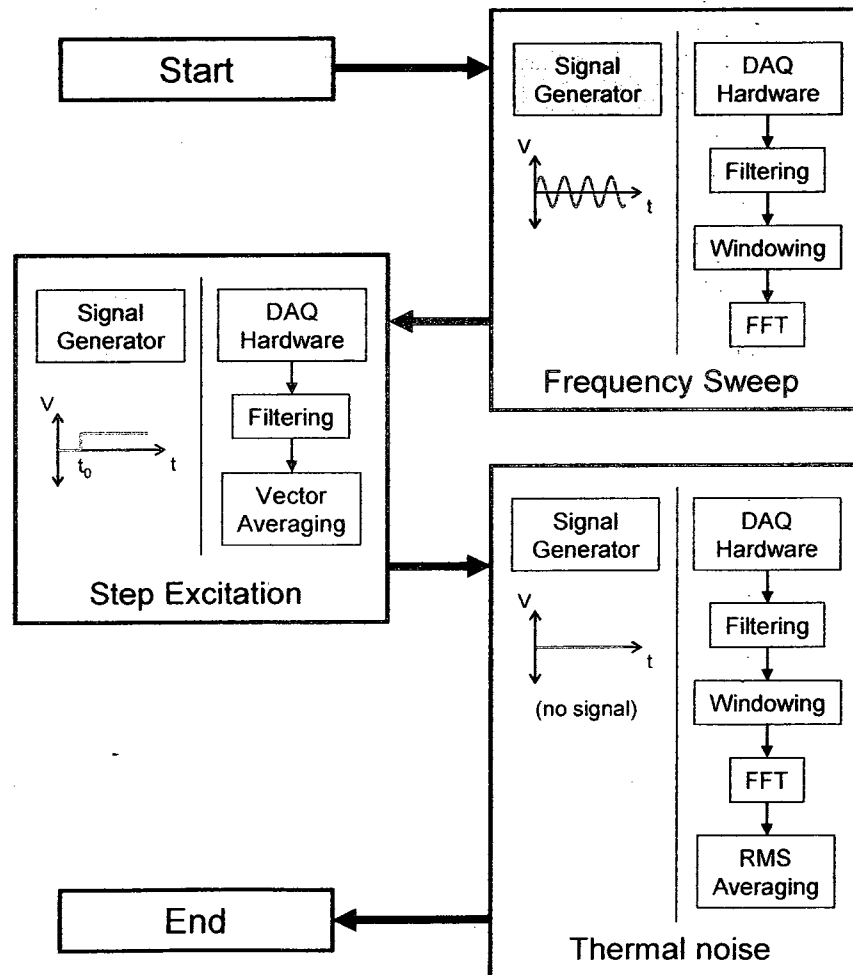 Start
Signal
Generator
V
t
DAQ
Hardware
Filtering
Windowing
FFT
Frequency Sweep
Signal
Generator
V
t₀
t
DAQ
Hardware
Filtering
Vector
Averaging
Step Excitation
Signal
Generator
V
t
(no signal)
DAQ
Hardware
Filtering
Windowing
FFT
RMS
Averaging
Thermal noise
End